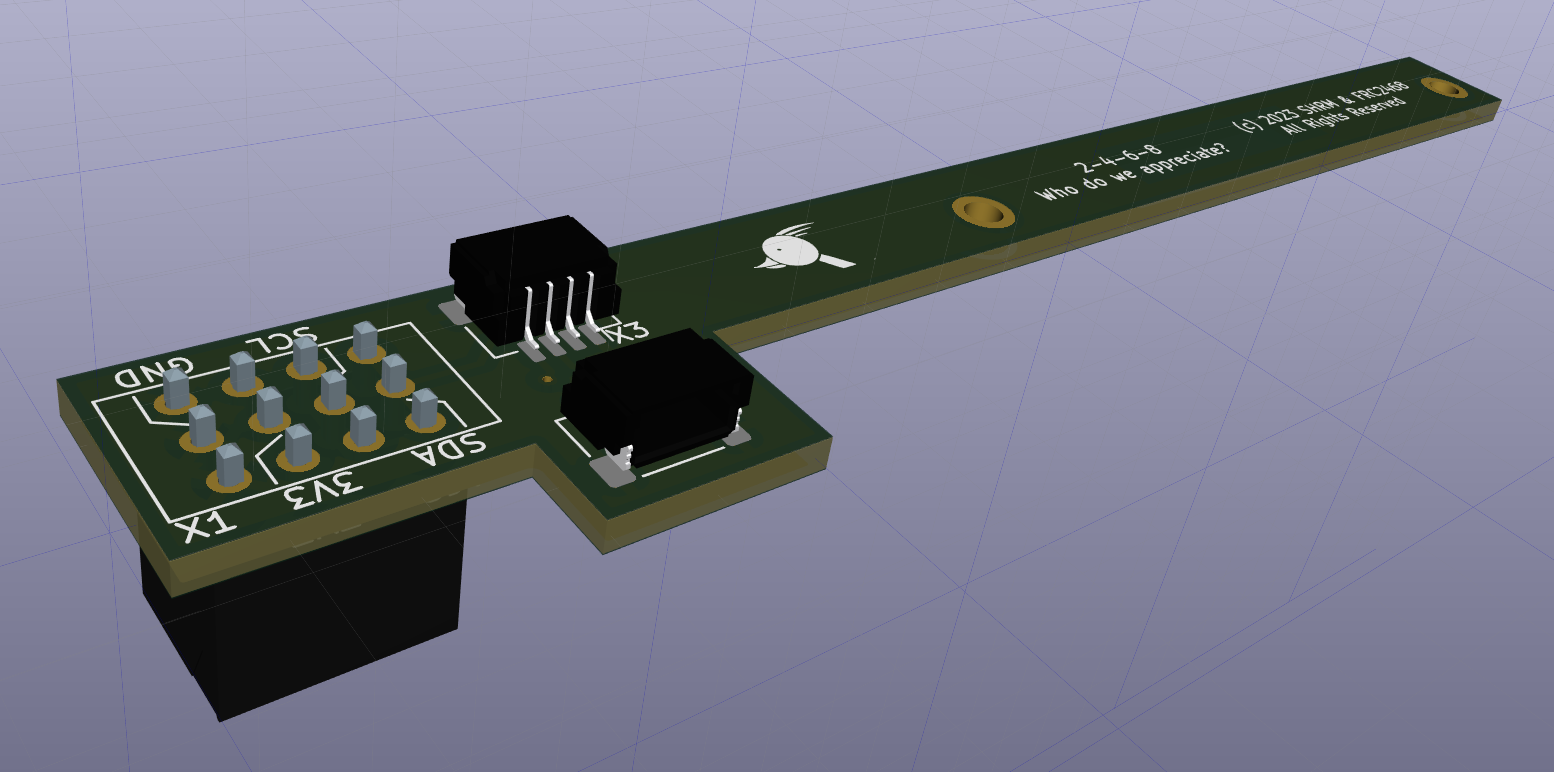 (c) 2023 SHRM & FRC2468
All Rights Reserved
2-4-6-8
Who do we appreciate?
X3
SCL
GND
SDA
3V3
X1